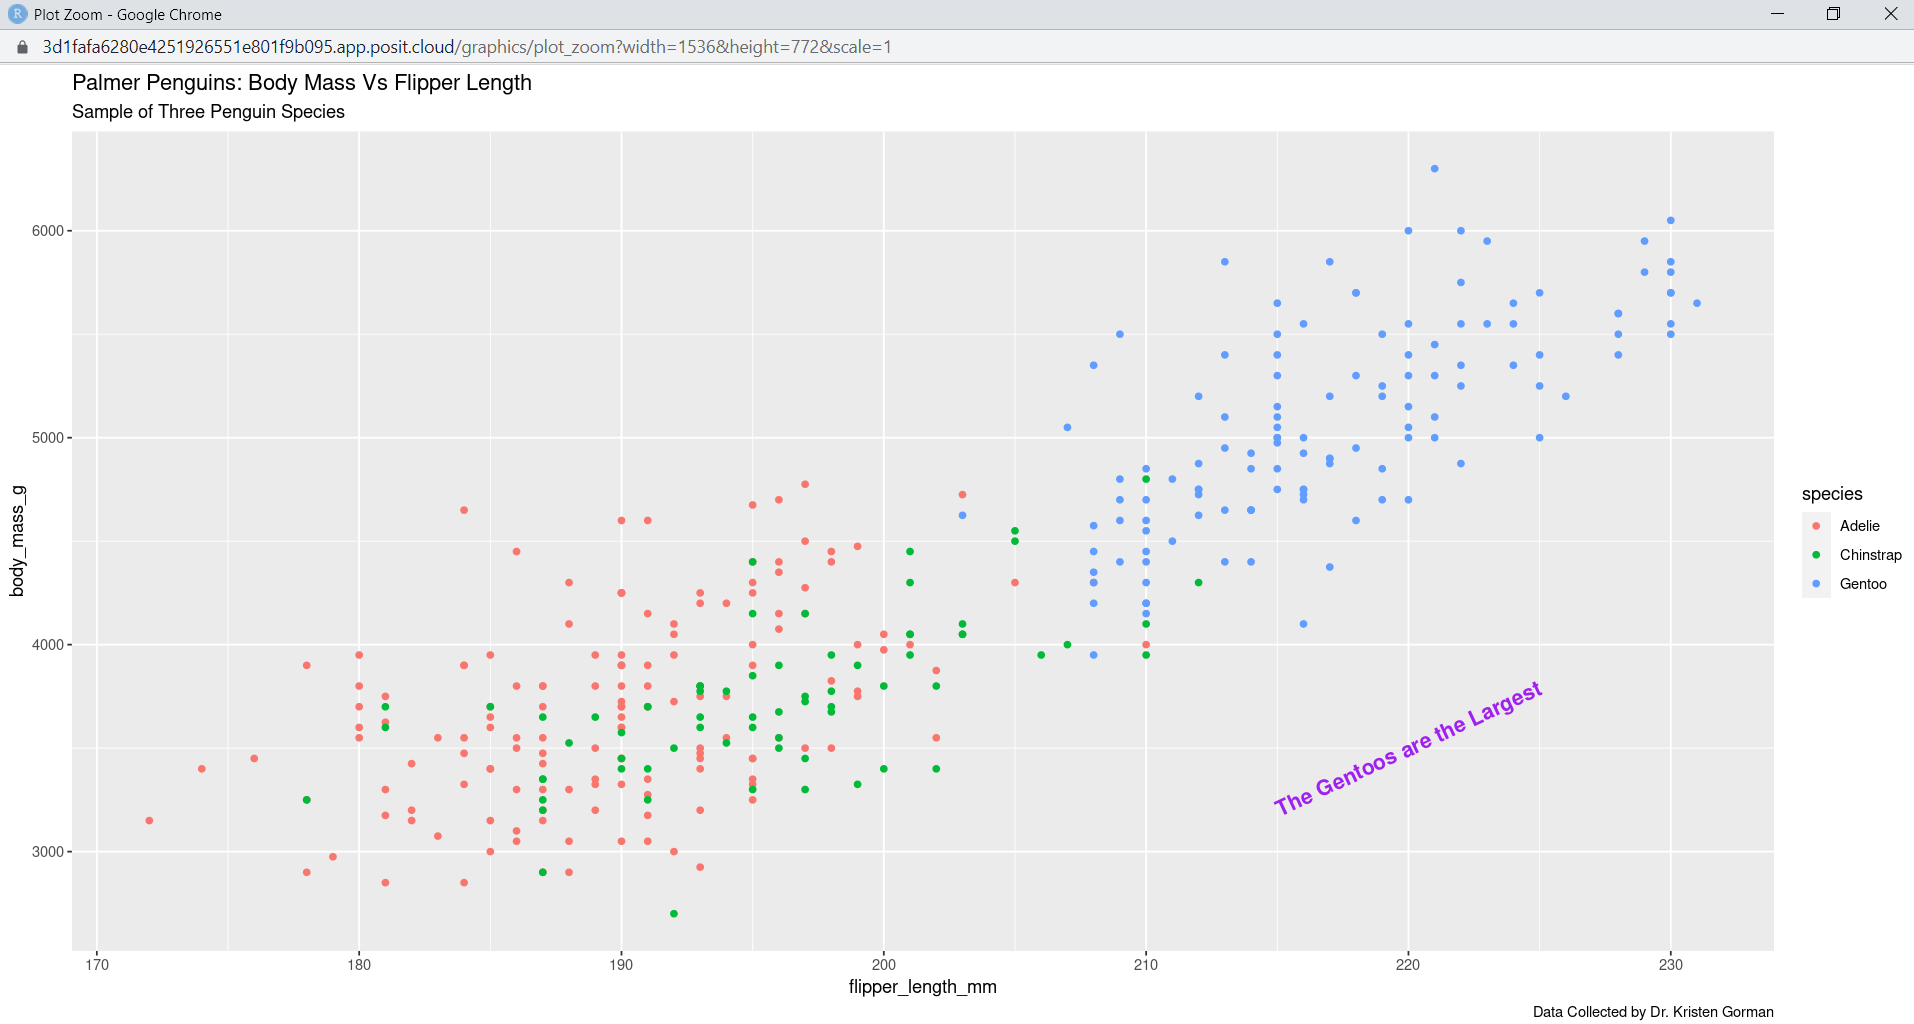 R Plot Zoom - Google Chrome
3d1fafa6280e4251926551e801f9b095.app.posit.cloud/graphics/plot_zoom?width=1536&height=772&scale=1
Palmer Penguins: Body Mass Vs Flipper Length
Sample of Three Penguin Species
6000
5000
4000
3000
body_mass_g
The Gentoos are the Largest
170 180 190 200 210 220 230
flipper_length_mm
species
Adelie
Chinstrap
Gentoo
Data Collected by Dr. Kristen Gorman